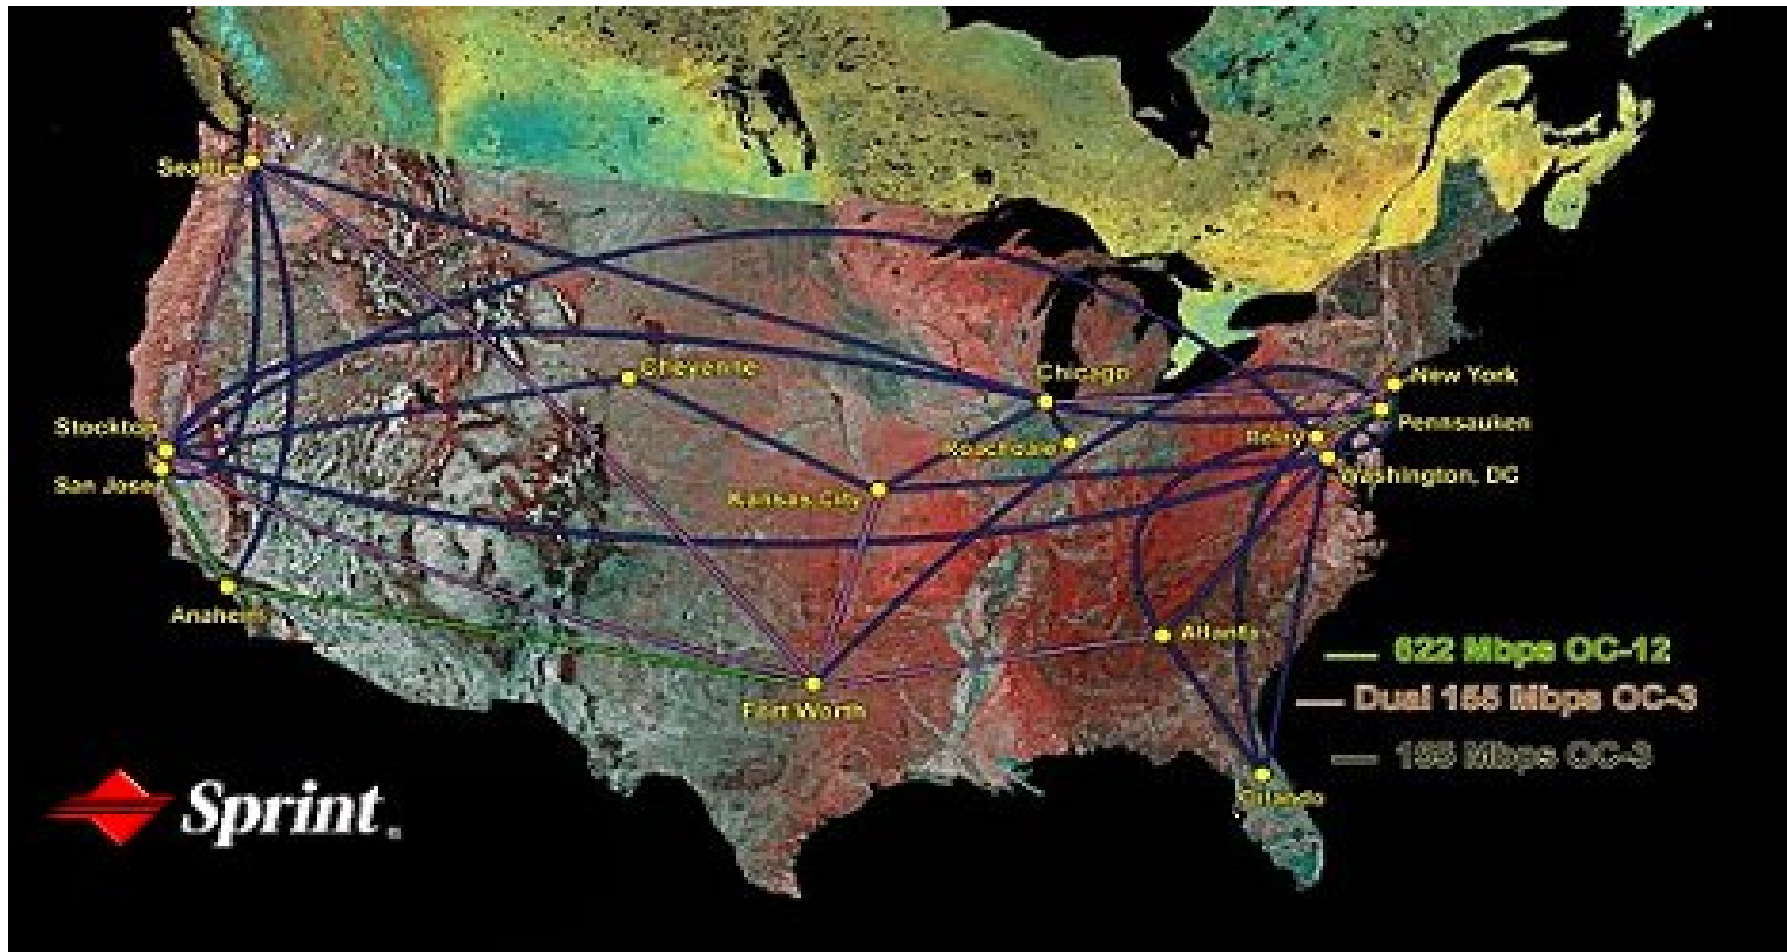 Seattle
Cheyenne
Chicago
New York
Stockton
Pennsauken
Relay
Roachdale
San Jose
Washington, DC
Kansas City
Anaheim
Atlanta
622 Mbps OC-12
Dual 155 Mbps OC-3
Fort Worth
155 Mbps OC-3
Orlando
Sprint